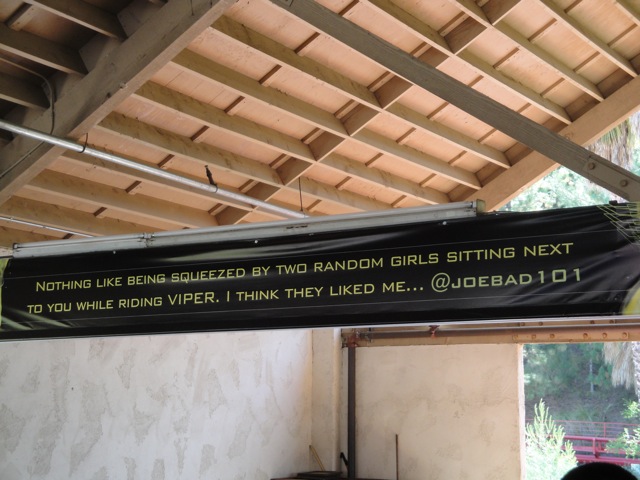 Nothing like being squeezed by two random girls sitting next
to you while riding VIPER. I think they liked me... @joebad101